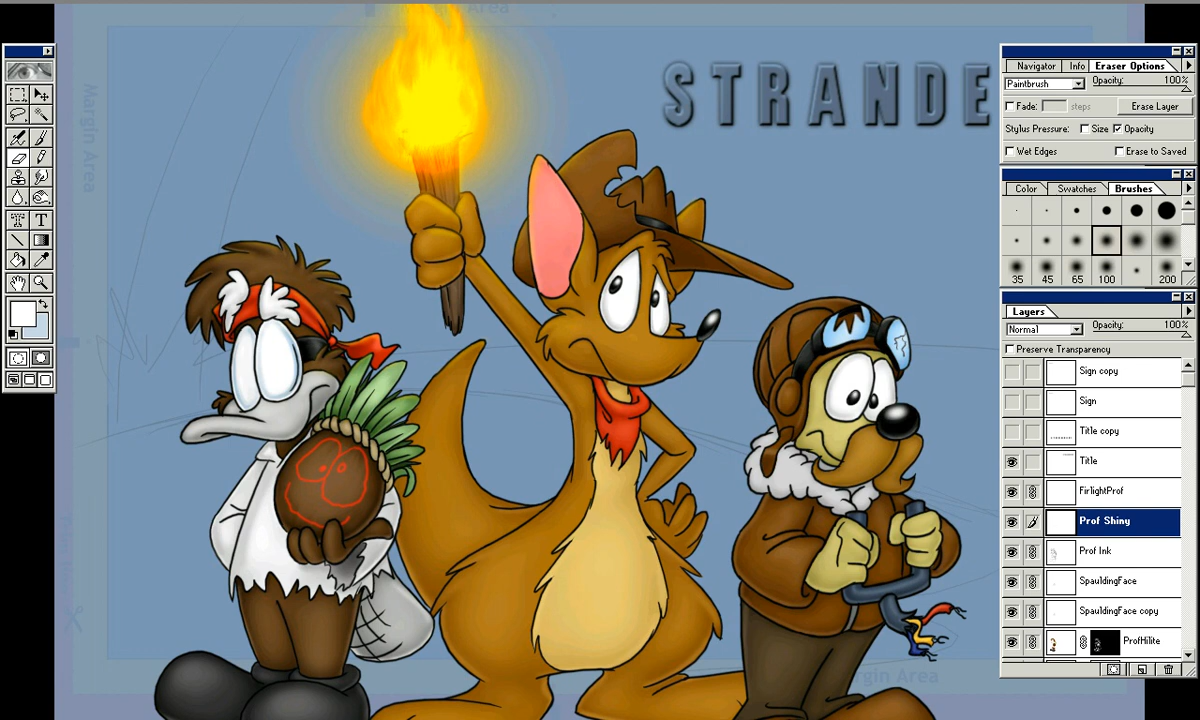 Margin Area
Margin Area
STRANDE
Navigator Info Eraser Options
Paintbrush Opacity: 100%
Fade: steps Erase Layer
Stylus Pressure: Size Opacity
Wet Edges Erase to Saved
Color Swatches Brushes
35 45 65 100 200
Layers
Normal Opacity: 100%
Preserve Transparency
Sign copy
Sign
Title copy
Title
FirlightProf
Prof Shiny
Prof Ink
SpauldingFace
SpauldingFace copy
ProfHilite
T T
rgin Area